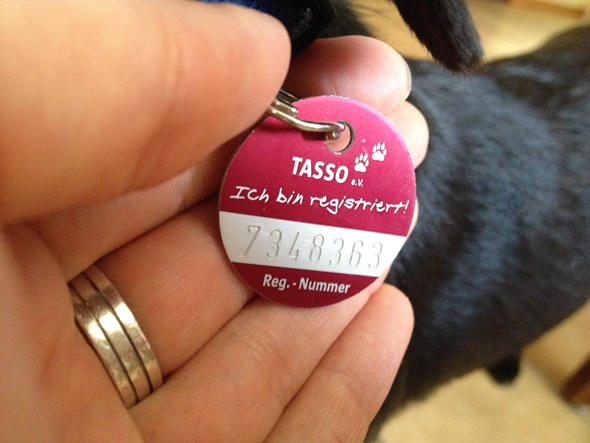 TASSO e.V.
Ich bin registriert!
7348363
Reg.-Nummer